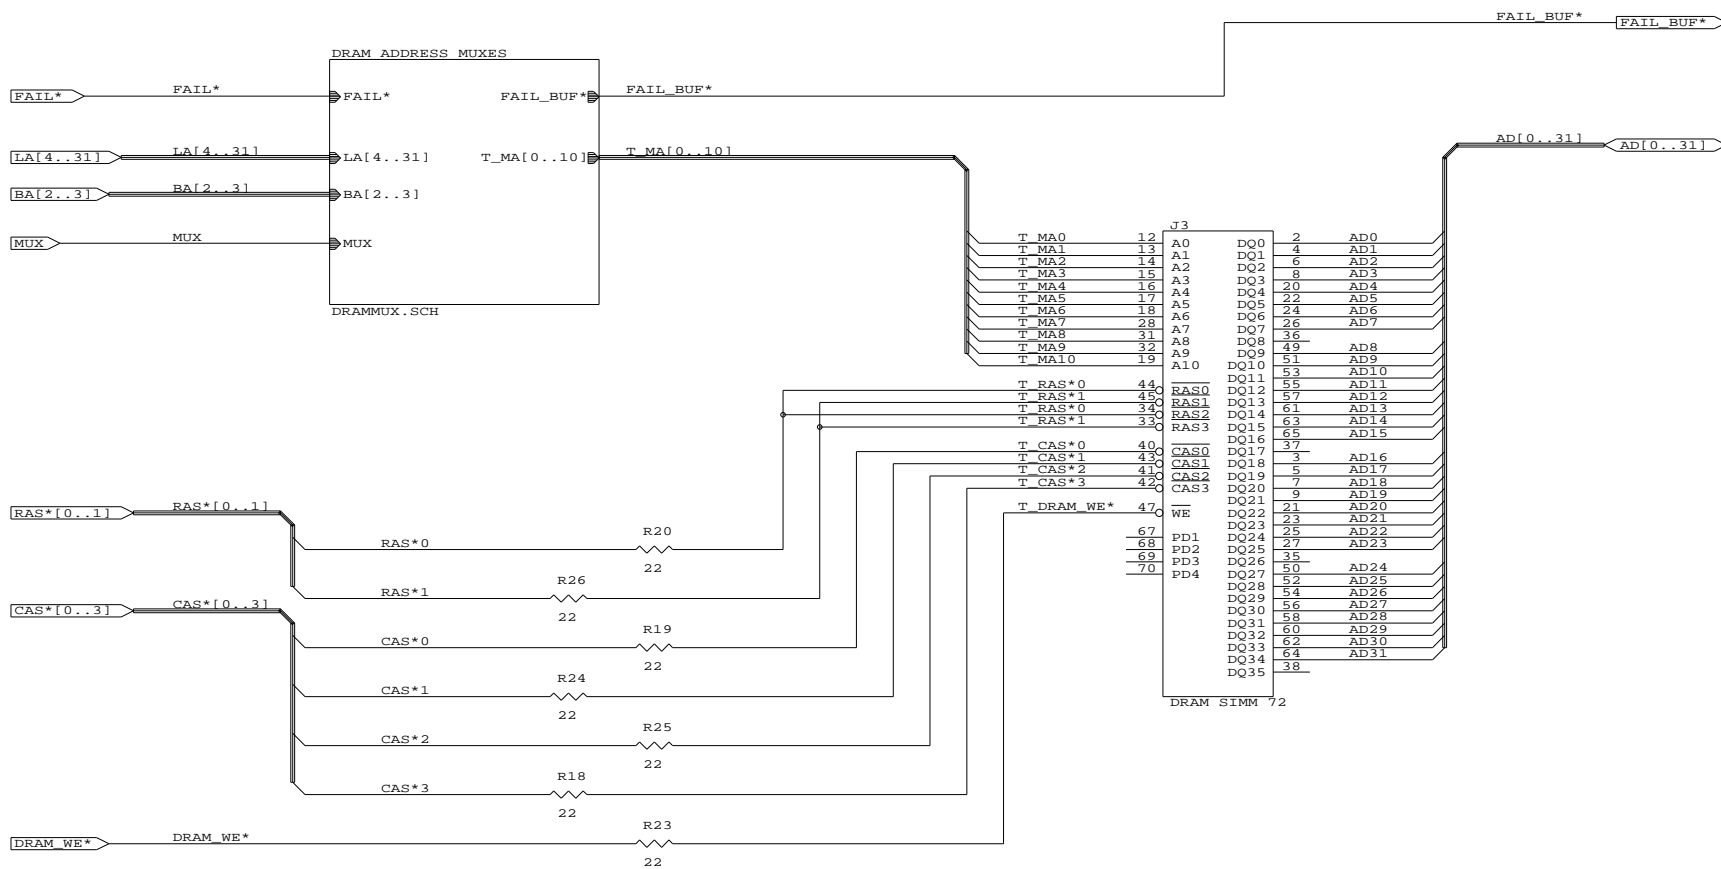 FAIL_BUF* FAIL_BUF*
DRAM ADDRESS MUXES
FAIL* FAIL* FAIL* FAIL_BUF* FAIL_BUF*
AD[0..31] AD[0..31]
LA[4..31] LA[4..31] LA[4..31] T_MA[0..10] T_MA[0..10]
BA[2..3] BA[2..3] BA[2..3]
MUX MUX MUX
DRAMMUX.SCH
J3
T_MA0 12 A0 DQ0 2 AD0
T_MA1 13 A1 DQ1 4 AD1
T_MA2 14 A2 DQ2 6 AD2
T_MA3 15 A3 DQ3 8 AD3
T_MA4 16 A4 DQ4 20 AD4
T_MA5 17 A5 DQ5 22 AD5
T_MA6 18 A6 DQ6 24 AD6
T_MA7 28 A7 DQ7 26 AD7
T_MA8 31 A8 DQ8 36
T_MA9 32 A9 DQ9 49 AD8
T_MA10 19 A10 DQ10 51 AD9
DQ11 53 AD10
T_RAS*0 44 RAS0 DQ12 55 AD11
T_RAS*1 45 RAS1 DQ13 57 AD12
T_RAS*0 34 RAS2 DQ14 61 AD13
T_RAS*1 33 RAS3 DQ15 63 AD14
DQ16 65 AD15
T_CAS*0 40 CAS0 DQ17 37
T_CAS*1 43 CAS1 DQ18 3 AD16
T_CAS*2 41 CAS2 DQ19 5 AD17
T_CAS*3 42 CAS3 DQ20 7 AD18
DQ21 9 AD19
T_DRAM_WE* 47 WE DQ22 21 AD20
DQ23 23 AD21
67 PD1 DQ24 25 AD22
68 PD2 DQ25 27 AD23
69 PD3 DQ26 35
70 PD4 DQ27 50 AD24
DQ28 52 AD25
DQ29 54 AD26
DQ30 56 AD27
DQ31 58 AD28
DQ32 60 AD29
DQ33 62 AD30
DQ34 64 AD31
DQ35 38
DRAM SIMM 72
RAS*[0..1] RAS*[0..1]
RAS*0 R20
22
RAS*1 R26
22
CAS*[0..3] CAS*[0..3]
CAS*0 R19
22
CAS*1 R24
22
CAS*2 R25
22
CAS*3 R18
22
DRAM_WE* DRAM_WE* R23
22